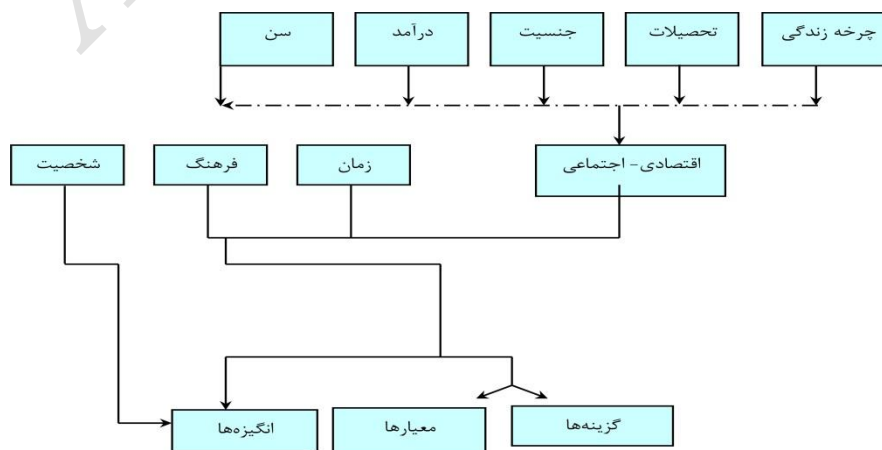 چرخه زندگی
تحصیلات
جنسیت
درآمد
سن
اقتصادی- اجتماعی
زمان
فرهنگ
شخصیت
گزینه‌ها
معیارها
انگیزه‌ها